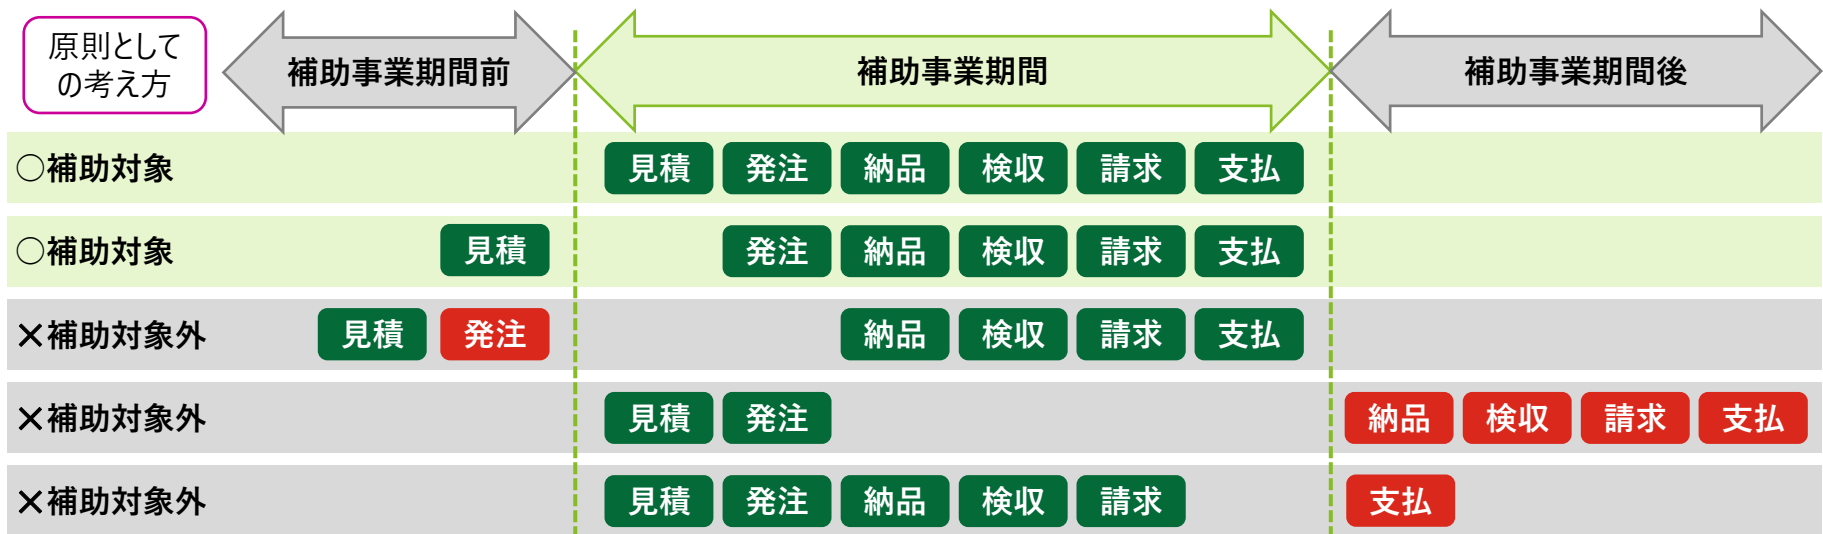 原則として
の考え方
補助事業期間前
補助事業期間
補助事業期間後
○補助対象 見積 発注 納品 検収 請求 支払
○補助対象 見積 発注 納品 検収 請求 支払
×補助対象外 見積 発注 納品 検収 請求 支払
×補助対象外 見積 発注 納品 検収 請求 支払
×補助対象外 見積 発注 納品 検収 請求 支払